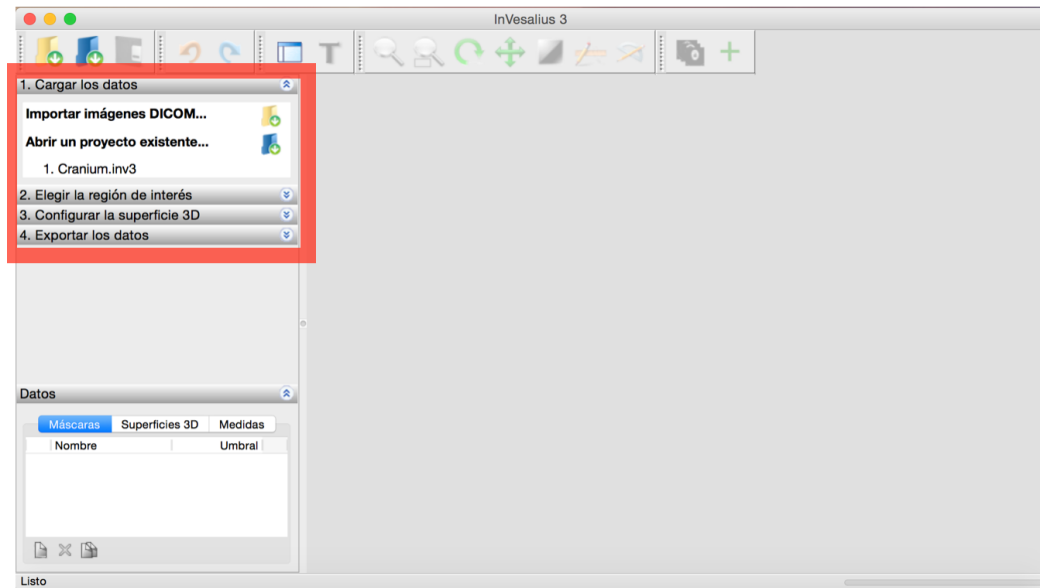 InVesalius 3
T
1. Cargar los datos
Importar imágenes DICOM...
Abrir un proyecto existente...
1. Cranium.inv3
2. Elegir la región de interés
3. Configurar la superficie 3D
4. Exportar los datos
Datos
Máscaras Superficies 3D Medidas
Nombre Umbral
Listo